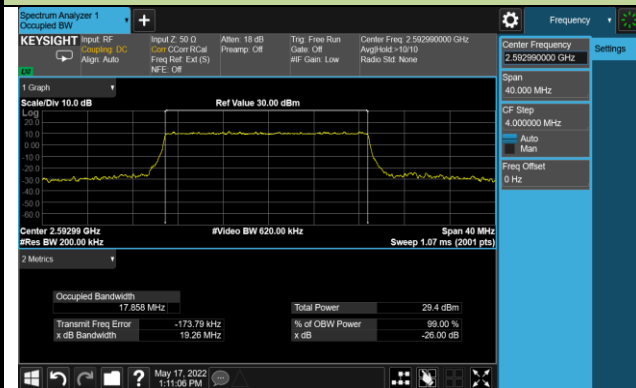 Spectrum Analyzer 1
Occupied BW
Frequency
KEYSIGHT
Input: RF
Coupling: DC
Align: Auto
Input Z: 50 Ω
Corr CCorr RCal
Freq Ref: Ext (S)
NFE: Off
Atten: 18 dB
Preamp: Off
Trig: Free Run
Gate: Off
#IF Gain: Low
Center Freq: 2.592990000 GHz
Avg|Hold:>10/10
Radio Std: None
Center Frequency
2.592990000 GHz
Settings
Span
40.000 MHz
CF Step
4.000000 MHz
Auto
Man
Freq Offset
0 Hz
1 Graph
Scale/Div 10.0 dB
Ref Value 30.00 dBm
Log
20.0
10.0
0.00
-10.0
-20.0
-30.0
-40.0
-50.0
-60.0
Center 2.59299 GHz
#Video BW 620.00 kHz
Span 40 MHz
#Res BW 200.00 kHz
Sweep 1.07 ms (2001 pts)
2 Metrics
Occupied Bandwidth
17.858 MHz
Total Power
29.4 dBm
Transmit Freq Error
-173.79 kHz
% of OBW Power
99.00 %
x dB Bandwidth
19.26 MHz
x dB
-26.00 dB
May 17, 2022
1:11:06 PM